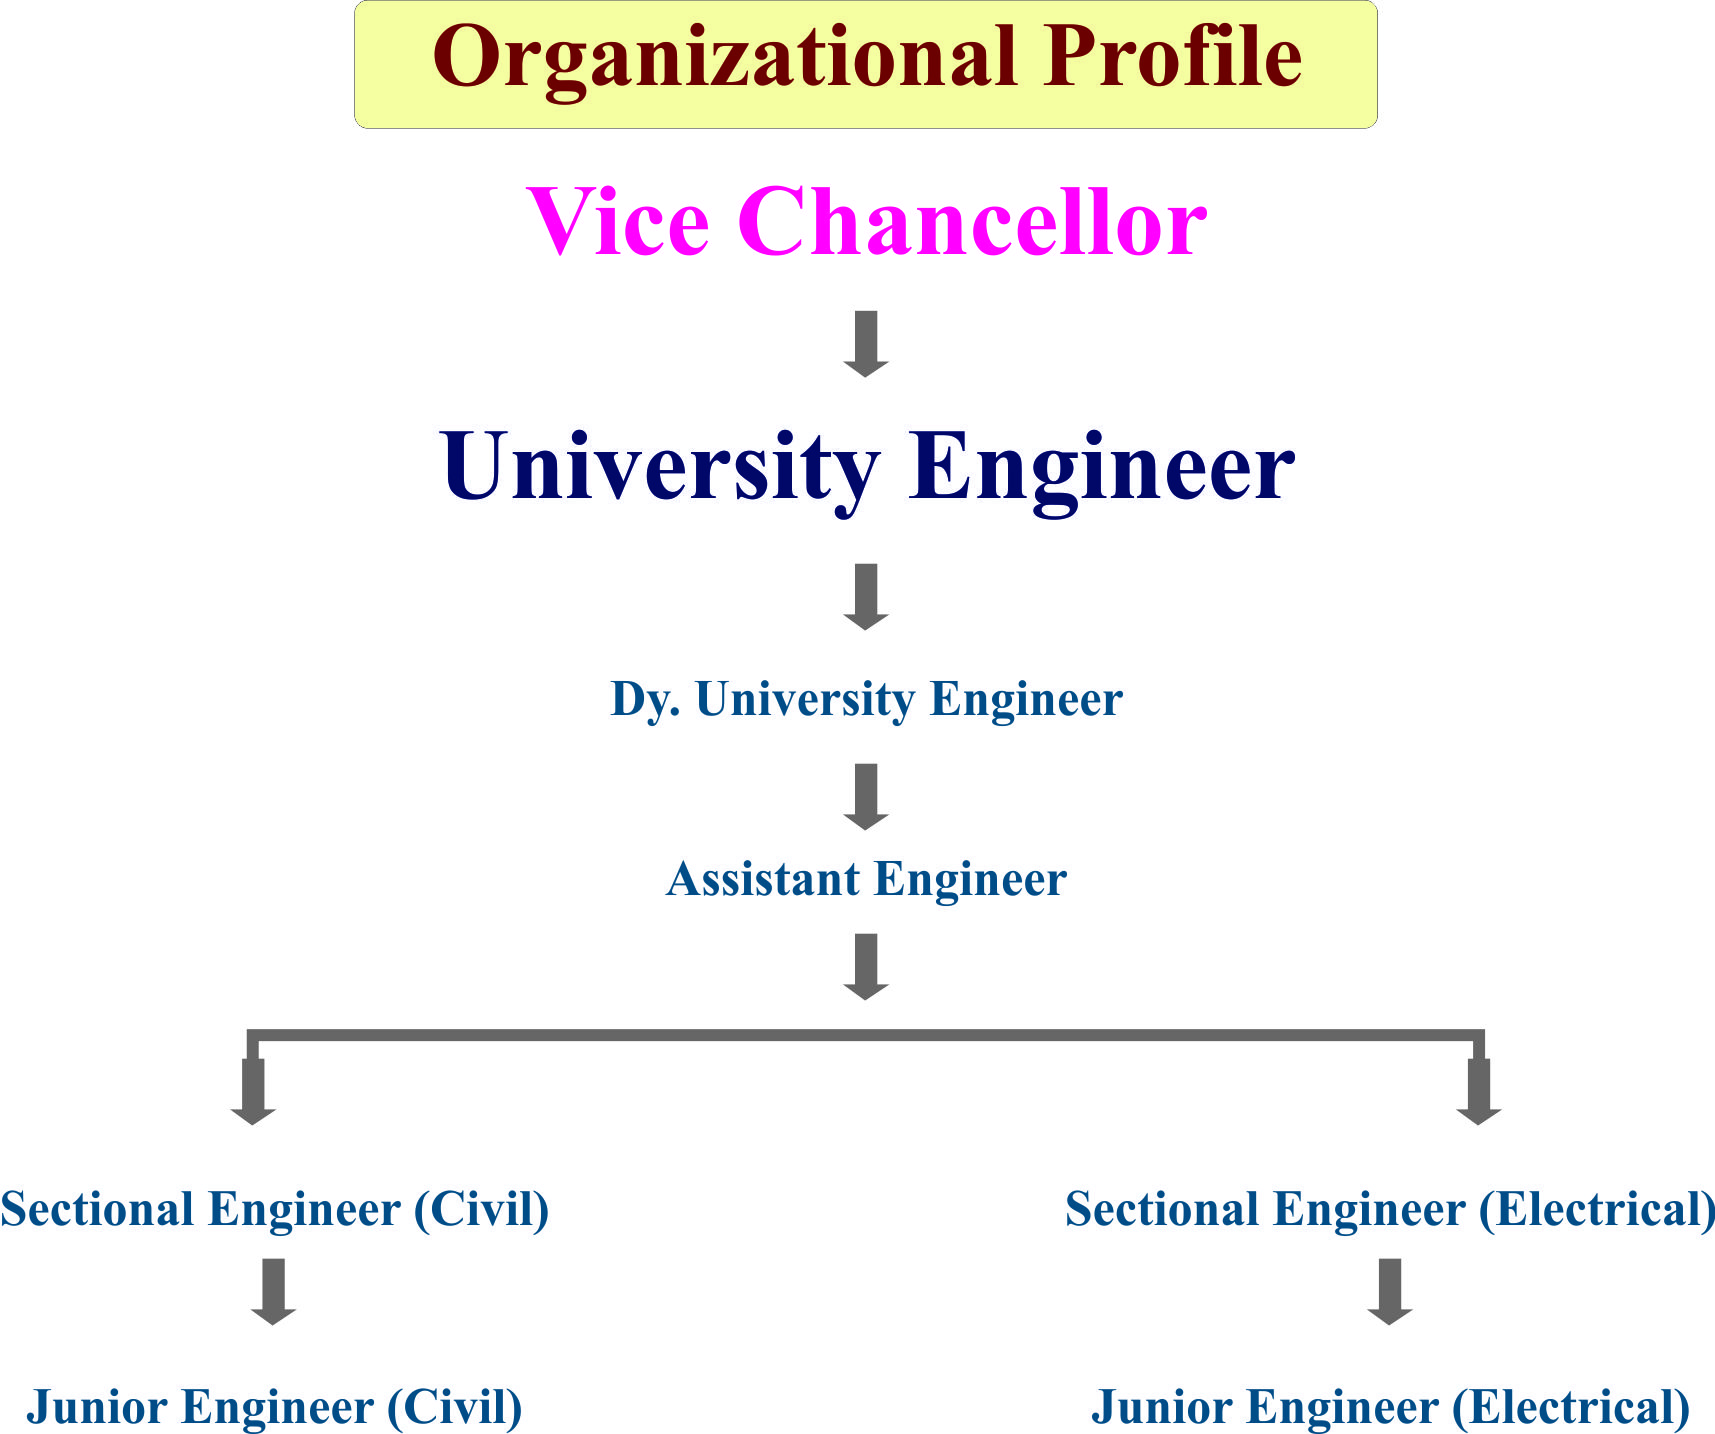 Organizational Profile
Vice Chancellor
University Engineer
Dy. University Engineer
Assistant Engineer
Sectional Engineer (Civil)
Sectional Engineer (Electrical)
Junior Engineer (Civil)
Junior Engineer (Electrical)